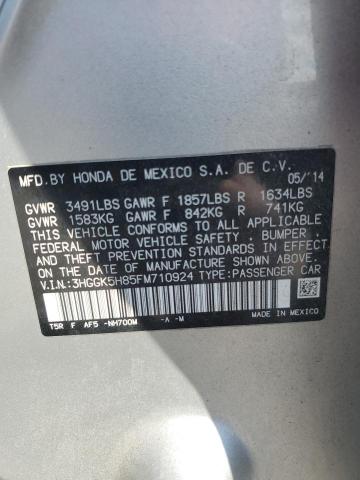 MFD.BY HONDA DE MEXICO S.A. DE C.V.
05/'14
GVWR 3491LBS GAWR F 1857LBS R 1634LBS
GVWR 1583KG GAWR F 842KG R 741KG
THIS VEHICLE CONFORMS TO ALL APPLICABLE
FEDERAL MOTOR VEHICLE SAFETY, BUMPER,
AND THEFT PREVENTION STANDARDS IN EFFECT
ON THE DATE OF MANUFACTURE SHOWN ABOVE.
V.I.N.:3HGGK5H85FM710924 TYPE:PASSENGER CAR
T5R F AF5 -NH700M -A -M
MADE IN MEXICO